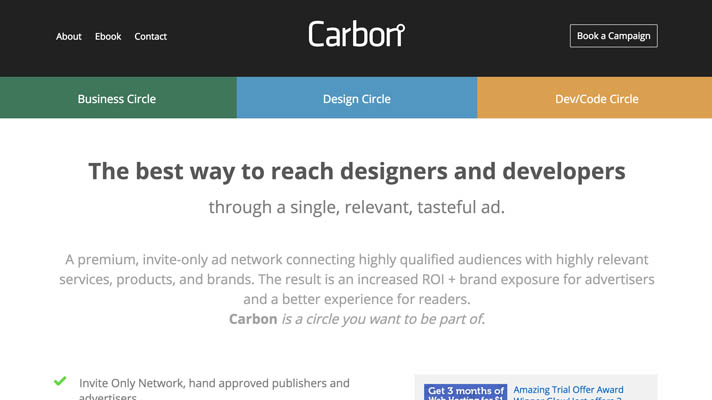 About Ebook Contact
Carbon
Book a Campaign
Business Circle
Design Circle
Dev/Code Circle
The best way to reach designers and developers
through a single, relevant, tasteful ad.
A premium, invite-only ad network connecting highly qualified audiences with highly relevant
services, products, and brands. The result is an increased ROI + brand exposure for advertisers
and a better experience for readers.
Carbon is a circle you want to be part of.
Invite Only Network, hand approved publishers and
advertisers
Get 3 months of
Web Hosting for $1
Amazing Trial Offer Award
Winner GlowHost offers 3